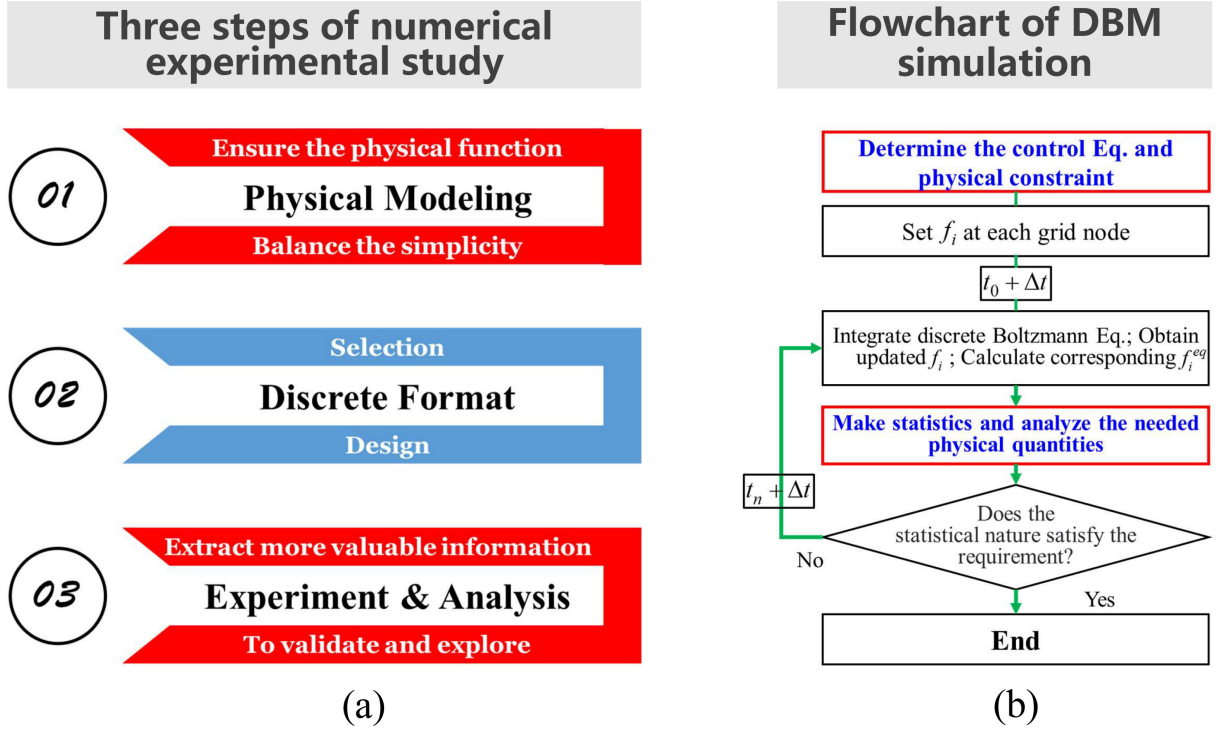 Three steps of numerical
experimental study
01
Ensure the physical function
Physical Modeling
Balance the simplicity
02
Selection
Discrete Format
Design
03
Extract more valuable information
Experiment & Analysis
To validate and explore
(a)
Flowchart of DBM
simulation
Determine the control Eq. and
physical constraint
Set f_i at each grid node
t_0 + Δt
Integrate discrete Boltzmann Eq.; Obtain
updated f_i ; Calculate corresponding f_i^{eq}
Make statistics and analyze the needed
physical quantities
t_n + Δt
Does the
statistical nature satisfy the
requirement?
No
Yes
End
(b)